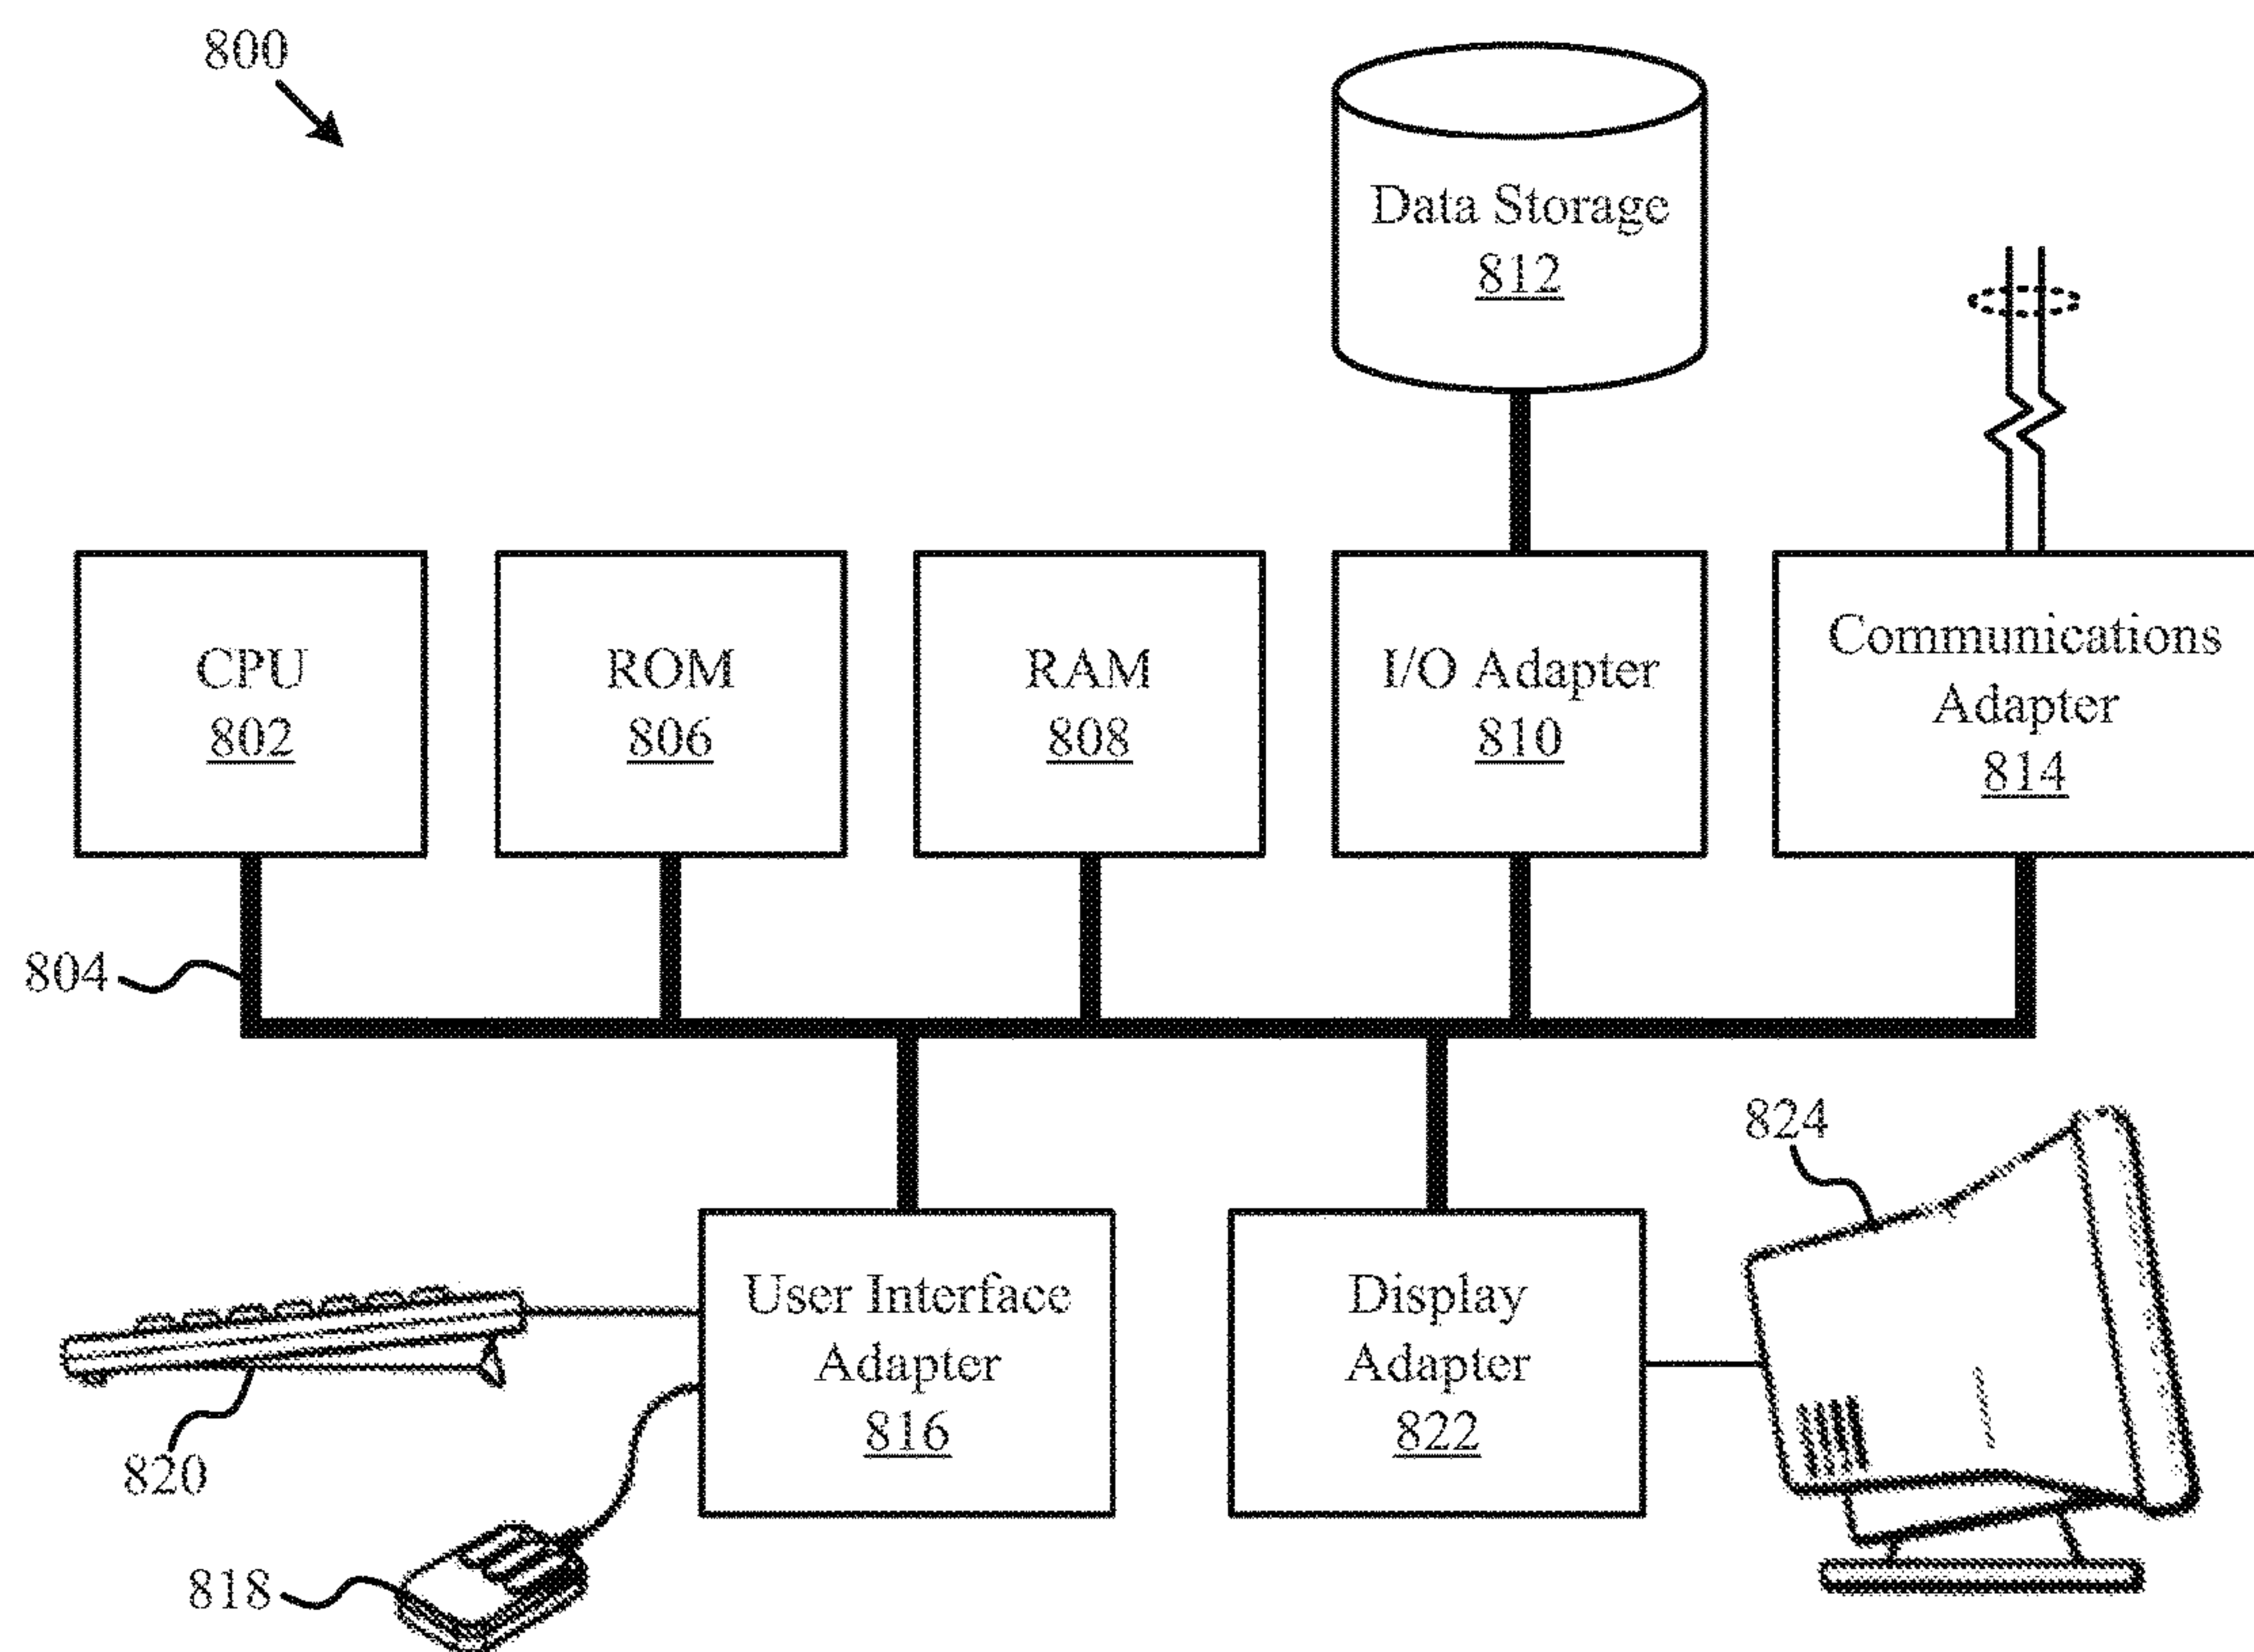 800
Data Storage
812
CPU
802
ROM
806
RAM
808
I/O Adapter
810
Communications
Adapter
814
804
824
User Interface
Adapter
816
Display
Adapter
822
820
818